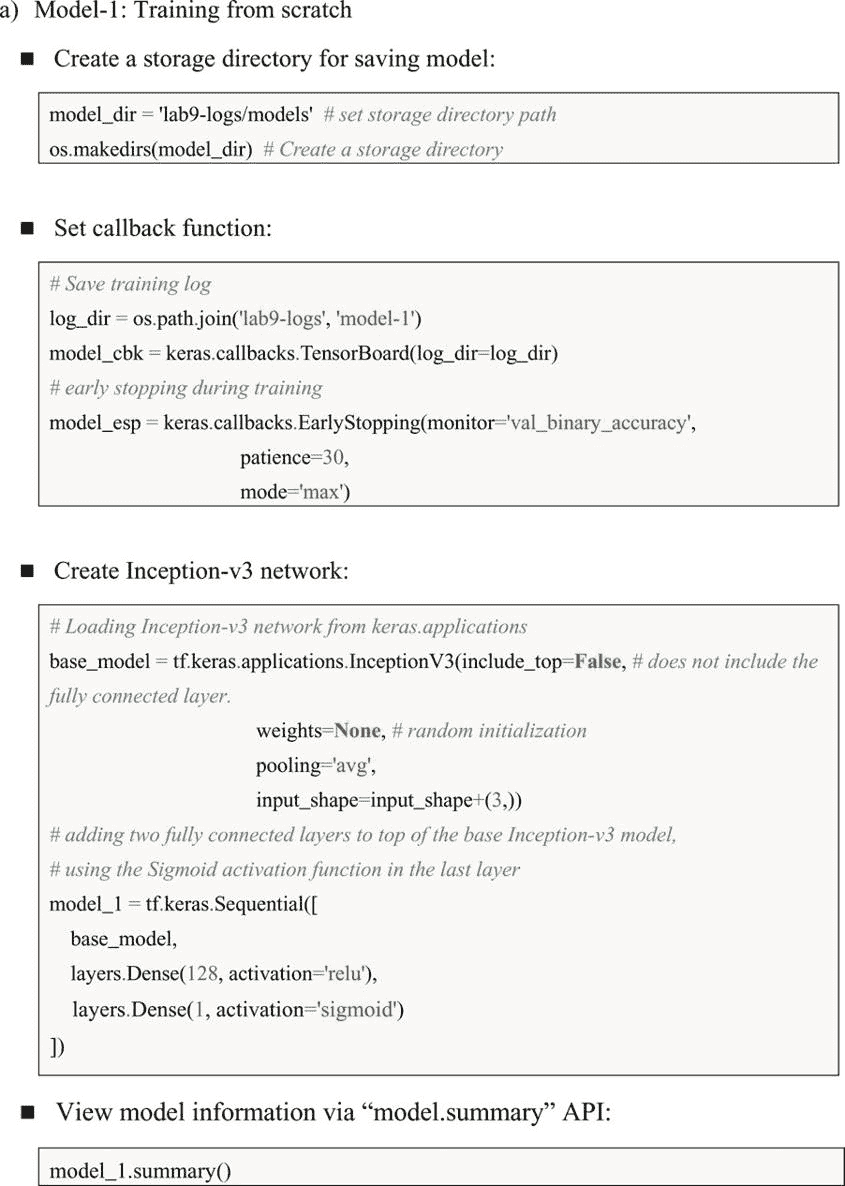 a) Model-1: Training from scratch
■ Create a storage directory for saving model:
model_dir = 'lab9-logs/models' # set storage directory path
os.makedirs(model_dir) # Create a storage directory
■ Set callback function:
# Save training log
log_dir = os.path.join('lab9-logs', 'model-1')
model_cbk = keras.callbacks.TensorBoard(log_dir=log_dir)
# early stopping during training
model_esp = keras.callbacks.EarlyStopping(monitor='val_binary_accuracy',
patience=30,
mode='max')
■ Create Inception-v3 network:
# Loading Inception-v3 network from keras.applications
base_model = tf.keras.applications.InceptionV3(include_top=False, # does not include the
fully connected layer.
weights=None, # random initialization
pooling='avg',
input_shape=input_shape+(3,))
# adding two fully connected layers to top of the base Inception-v3 model,
# using the Sigmoid activation function in the last layer
model_1 = tf.keras.Sequential([
base_model,
layers.Dense(128, activation='relu'),
layers.Dense(1, activation='sigmoid')
])
■ View model information via “model.summary” API:
model_1.summary()